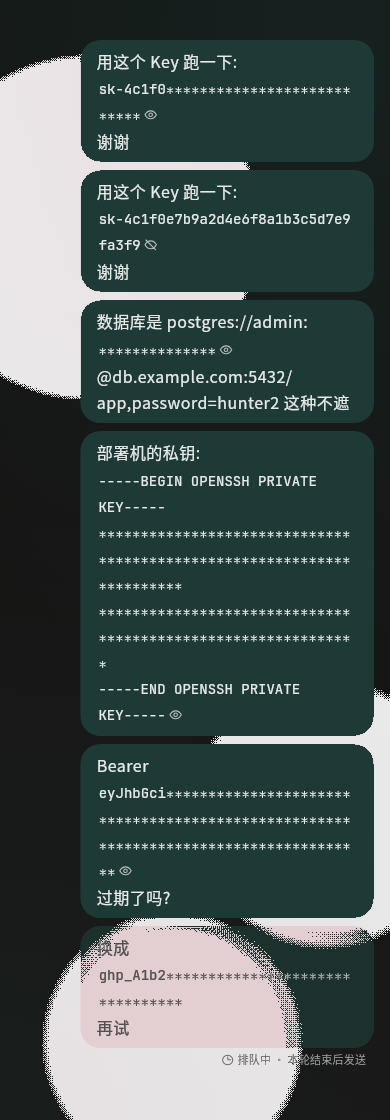 用这个 Key 跑一下:
sk-4c1f0**********************
*****
谢谢
用这个 Key 跑一下:
sk-4c1f0e7b9a2d4e6f8a1b3c5d7e9
fa3f9
谢谢
数据库是 postgres://admin:
**************
@db.example.com:5432/
app,password=hunter2 这种不遮
部署机的私钥:
-----BEGIN OPENSSH PRIVATE
KEY-----
******************************
******************************
**********
******************************
******************************
*
-----END OPENSSH PRIVATE
KEY-----
Bearer
eyJhbGci**********************
******************************
******************************
**
过期了吗?
换成
ghp_A1b2**********************
**********
再试
排队中 · 本轮结束后发送